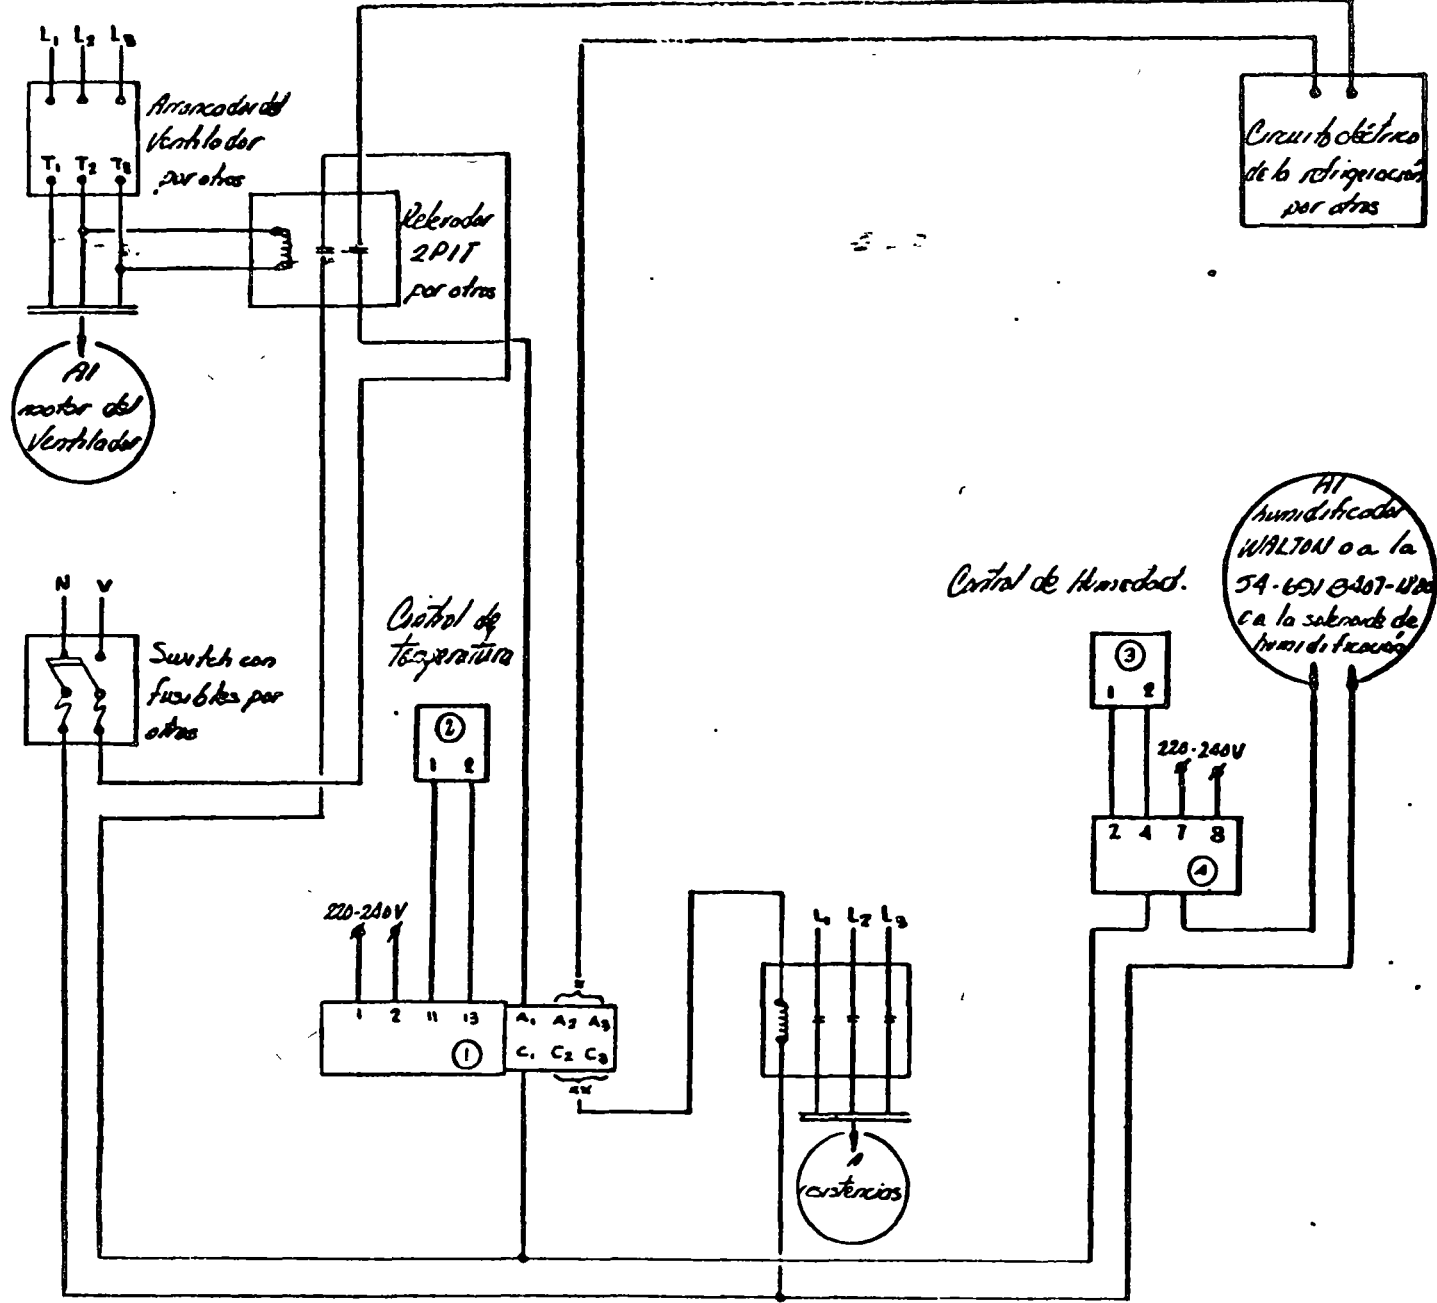 L1 L2 L3
Arrancador del
Ventilador
por otros
T1 T2 T3
Relevador
2P1T
por otros
Al
motor del
Ventilador
Circuito eléctrico
de la refrigeración
por otros
N V
Switch con
fusibles por
otros
Control de
temperatura
2
1 2
220-240V
1 2 11 13
1
A1 A2 A3
C1 C2 C3
L1 L2 L3
A
resistencias
Control de Humedad.
3
1 2
220-240V
2 4 7 8
4
Al
humidificador
WALTON o a la
o a la solenoide de
humidificación